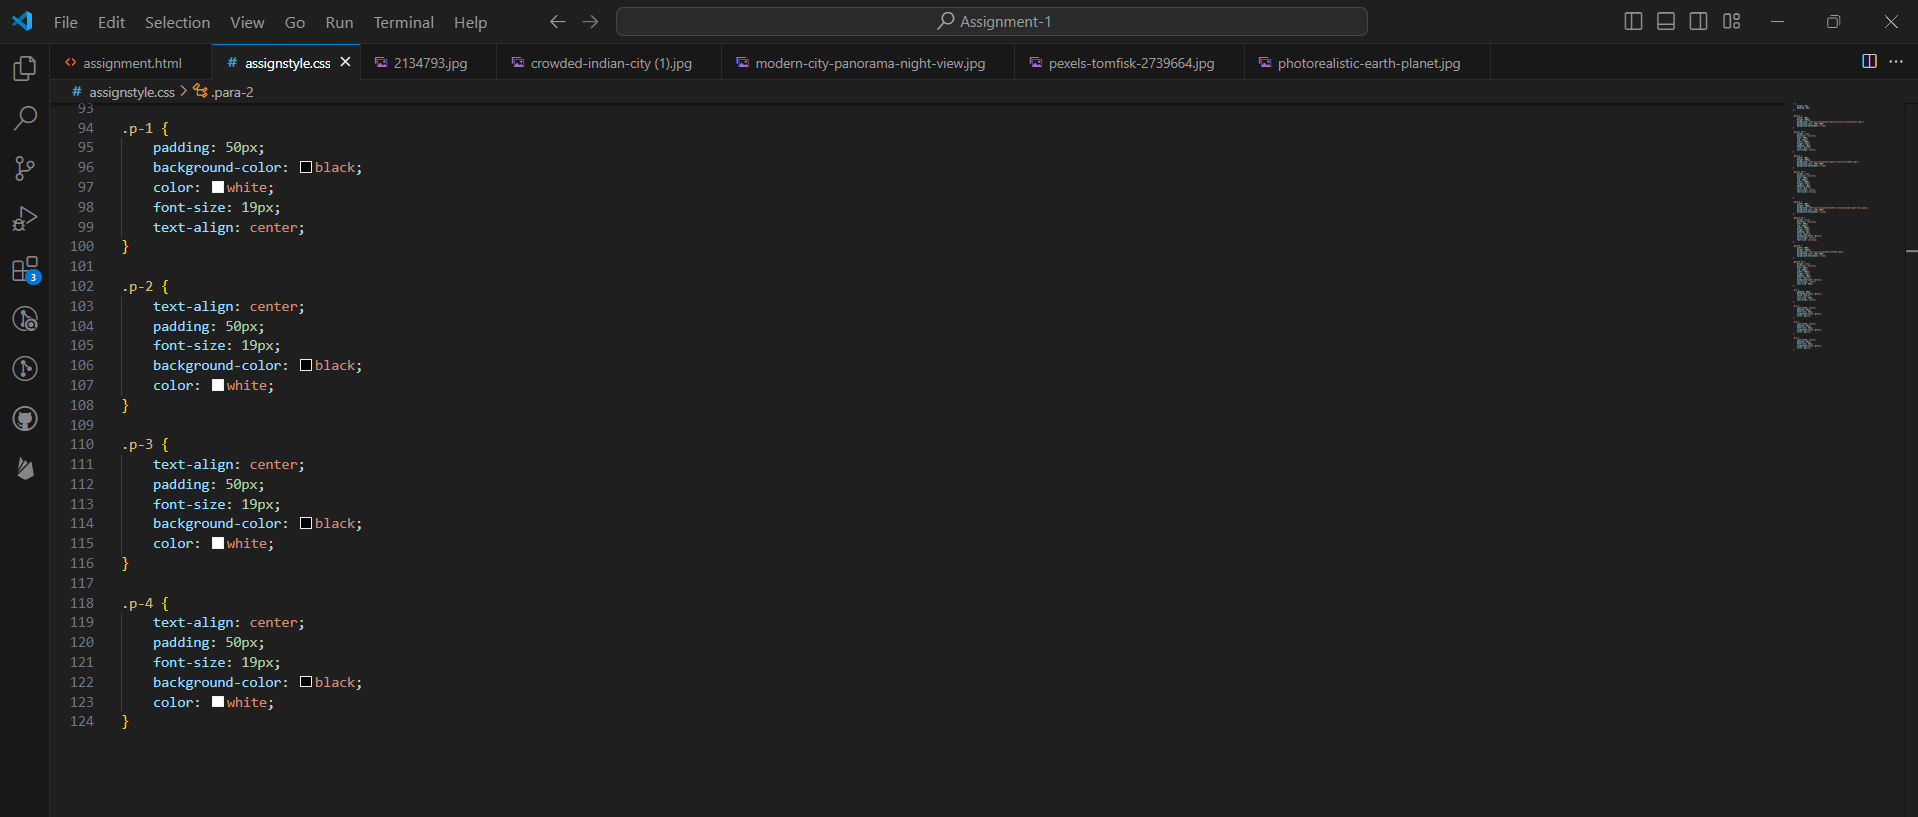 File Edit Selection View Go Run Terminal Help Assignment-1
assignment.html # assignstyle.css 2134793.jpg crowded-indian-city (1).jpg modern-city-panorama-night-view.jpg pexels-tomfisk-2739664.jpg photorealistic-earth-planet.jpg
# assignstyle.css > .para-2
93
94 .p-1 {
95 padding: 50px;
96 background-color: black;
97 color: white;
98 font-size: 19px;
99 text-align: center;
100 }
101
102 .p-2 {
103 text-align: center;
104 padding: 50px;
105 font-size: 19px;
106 background-color: black;
107 color: white;
108 }
109
110 .p-3 {
111 text-align: center;
112 padding: 50px;
113 font-size: 19px;
114 background-color: black;
115 color: white;
116 }
117
118 .p-4 {
119 text-align: center;
120 padding: 50px;
121 font-size: 19px;
122 background-color: black;
123 color: white;
124 }
3